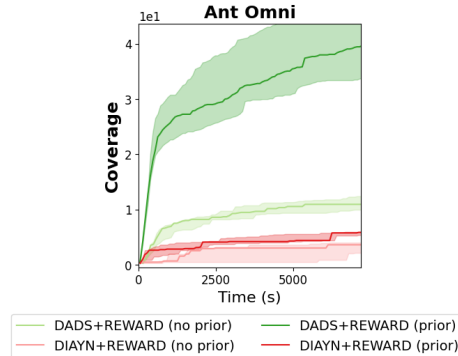 Ant Omni
1e1
4
3
2
1
0
Coverage
0
2500
5000
Time (s)
DADS+REWARD (no prior)
DADS+REWARD (prior)
DIAYN+REWARD (no prior)
DIAYN+REWARD (prior)